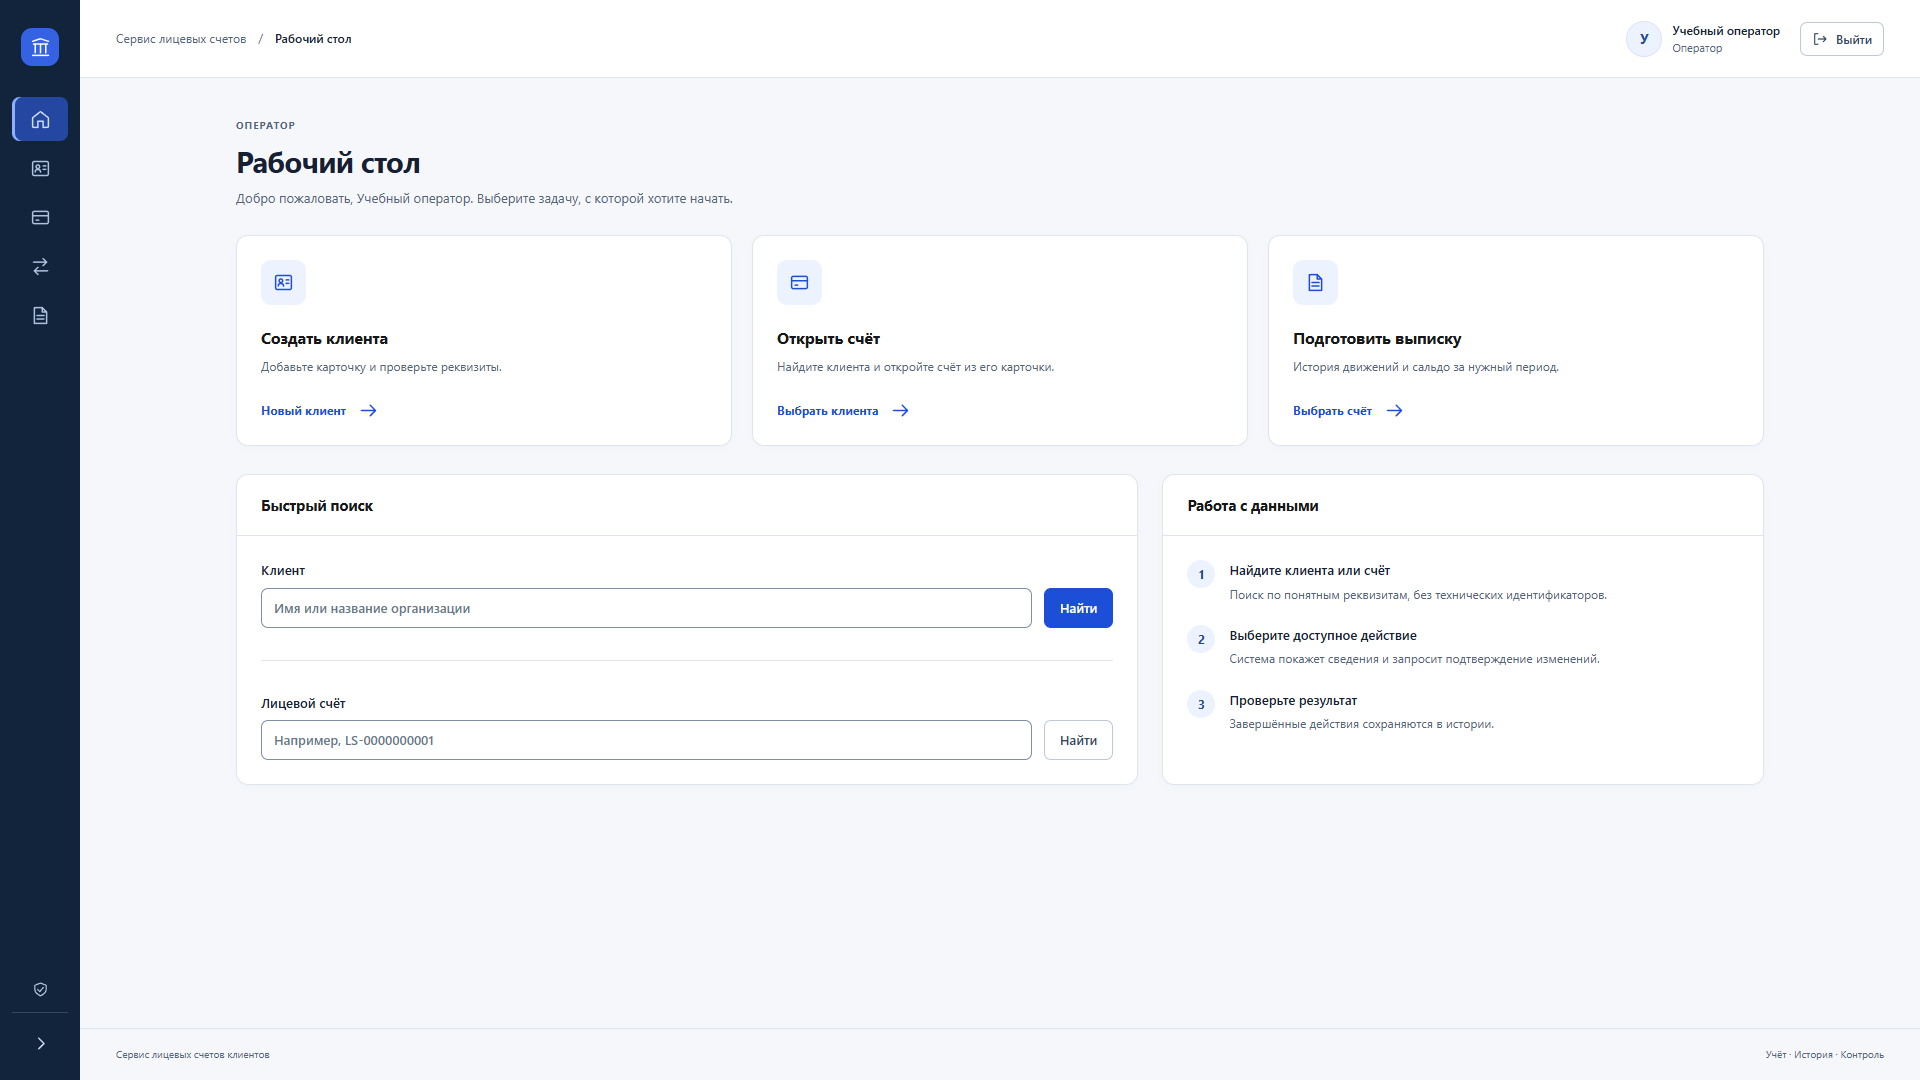 Сервис лицевых счетов / Рабочий стол
У
Учебный оператор
Оператор
Выйти
ОПЕРАТОР
Рабочий стол
Добро пожаловать, Учебный оператор. Выберите задачу, с которой хотите начать.
Создать клиента
Добавьте карточку и проверьте реквизиты.
Новый клиент
Открыть счёт
Найдите клиента и откройте счёт из его карточки.
Выбрать клиента
Подготовить выписку
История движений и сальдо за нужный период.
Выбрать счёт
Быстрый поиск
Клиент
Имя или название организации
Найти
Лицевой счёт
Например, LS-0000000001
Найти
Работа с данными
1
Найдите клиента или счёт
Поиск по понятным реквизитам, без технических идентификаторов.
2
Выберите доступное действие
Система покажет сведения и запросит подтверждение изменений.
3
Проверьте результат
Завершённые действия сохраняются в истории.
Сервис лицевых счетов клиентов
Учёт · История · Контроль